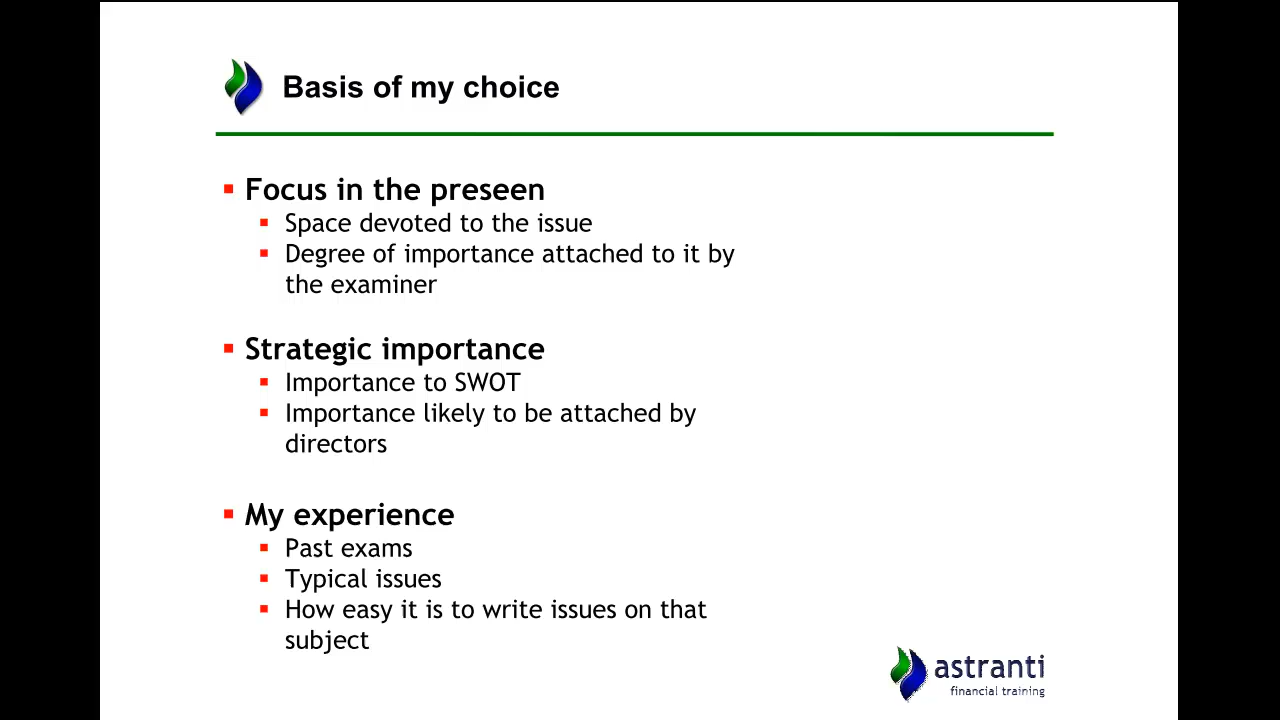 Basis of my choice
Focus in the preseen
Space devoted to the issue
Degree of importance attached to it by
the examiner
Strategic importance
Importance to SWOT
Importance likely to be attached by
directors
My experience
Past exams
Typical issues
How easy it is to write issues on that
subject
astranti
financial training